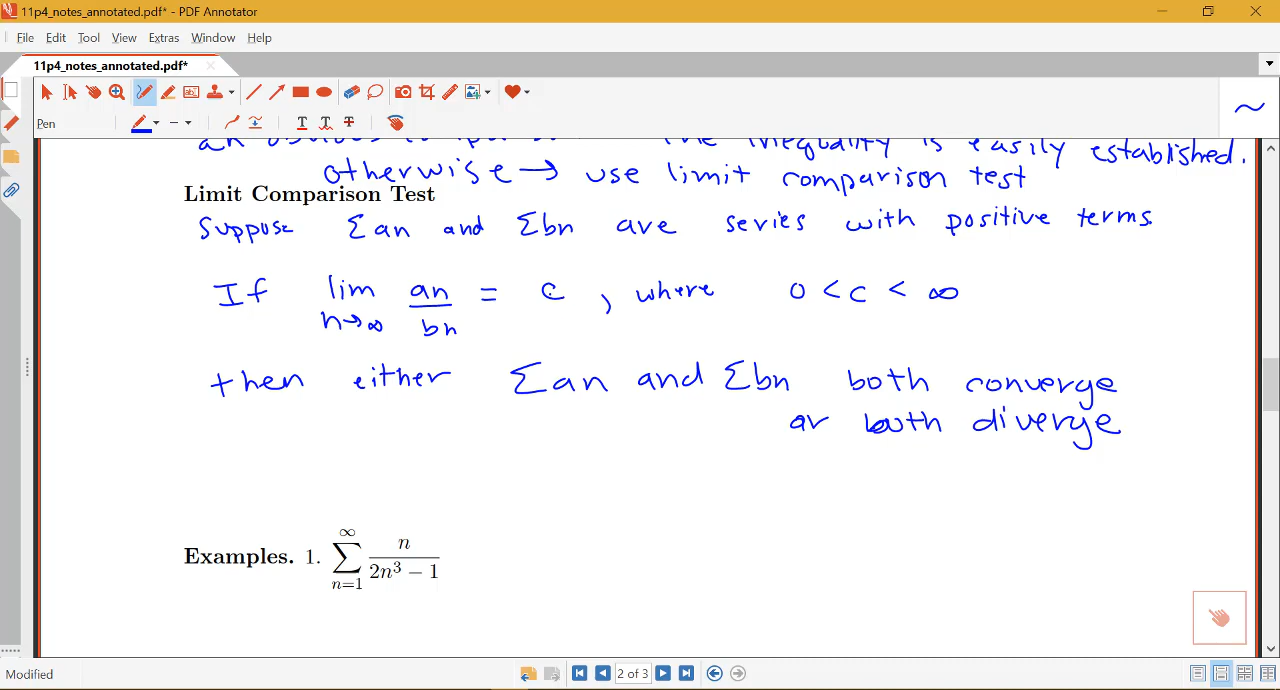 11p4_notes_annotated.pdf* - PDF Annotator
File Edit Tool View Extras Window Help
11p4_notes_annotated.pdf*
Pen
the inequality is easily established.
otherwise → use limit comparison test
Limit Comparison Test
Suppose Σan and Σbn are series with positive terms
If lim n→∞ an/bn = c, where 0 < c < ∞
then either Σan and Σbn both converge
or both diverge
Examples. 1. ∑_{n=1}^{∞} n/(2n³ − 1)
Modified
2 of 3